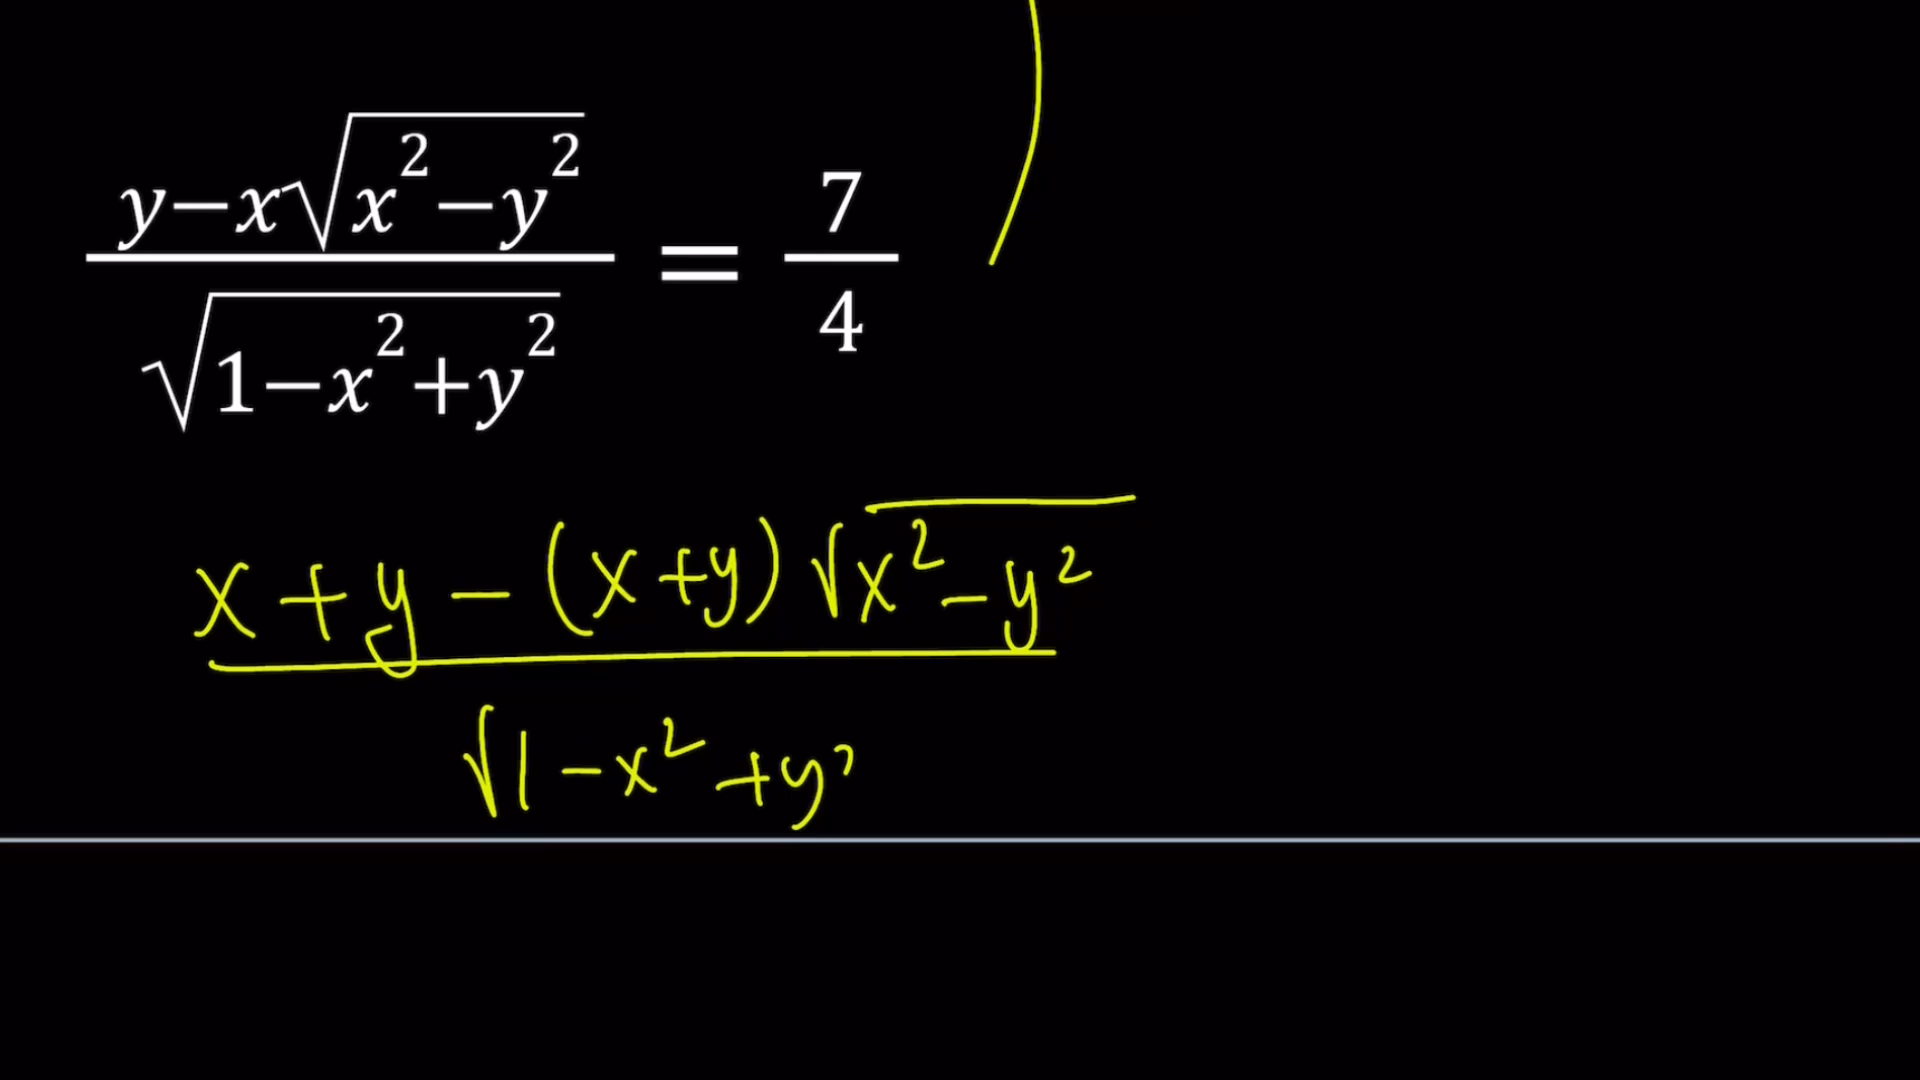 y−x√x²−y² / √1−x²+y² = 7/4
x + y − (x + y) √x² − y²
√1 − x² + y²